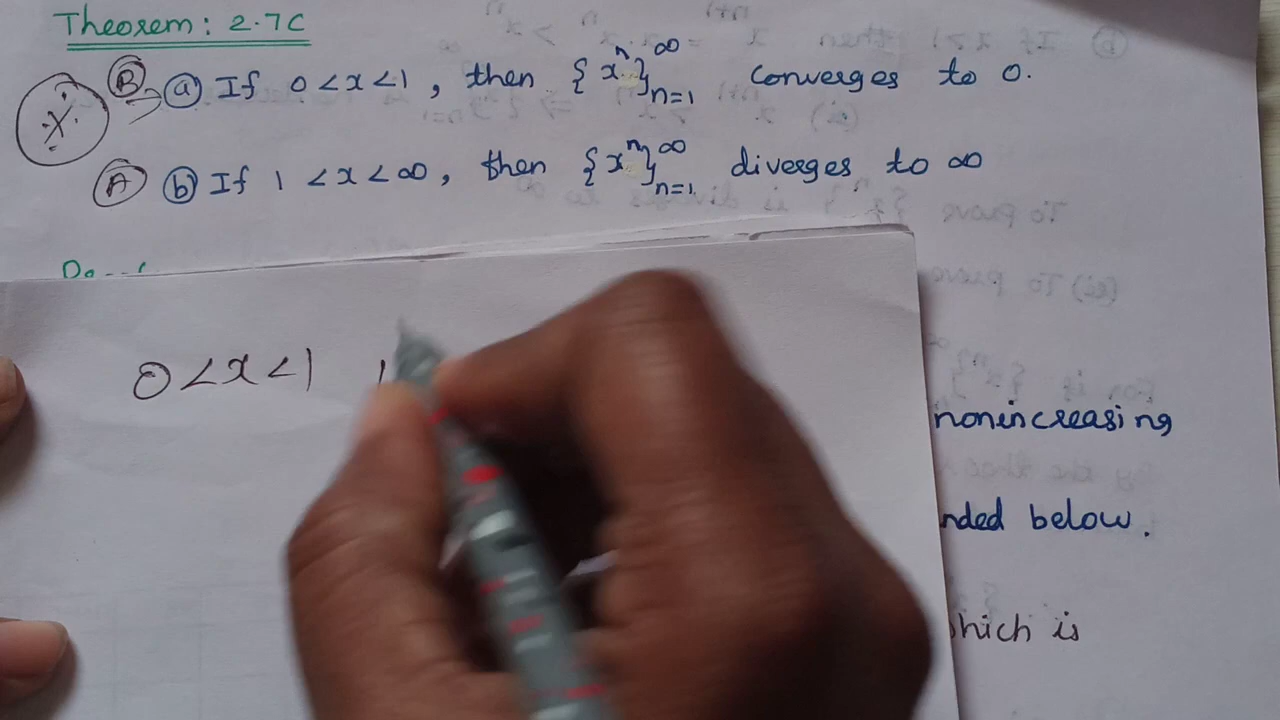 Theorem: 2.7C
B a If 0 < x < 1, then {xⁿ}∞ n=1 converges to 0.
A b If 1 < x < ∞, then {xⁿ}∞ n=1 diverges to ∞
0 < x < 1
nonincreasing
nded below.
which is